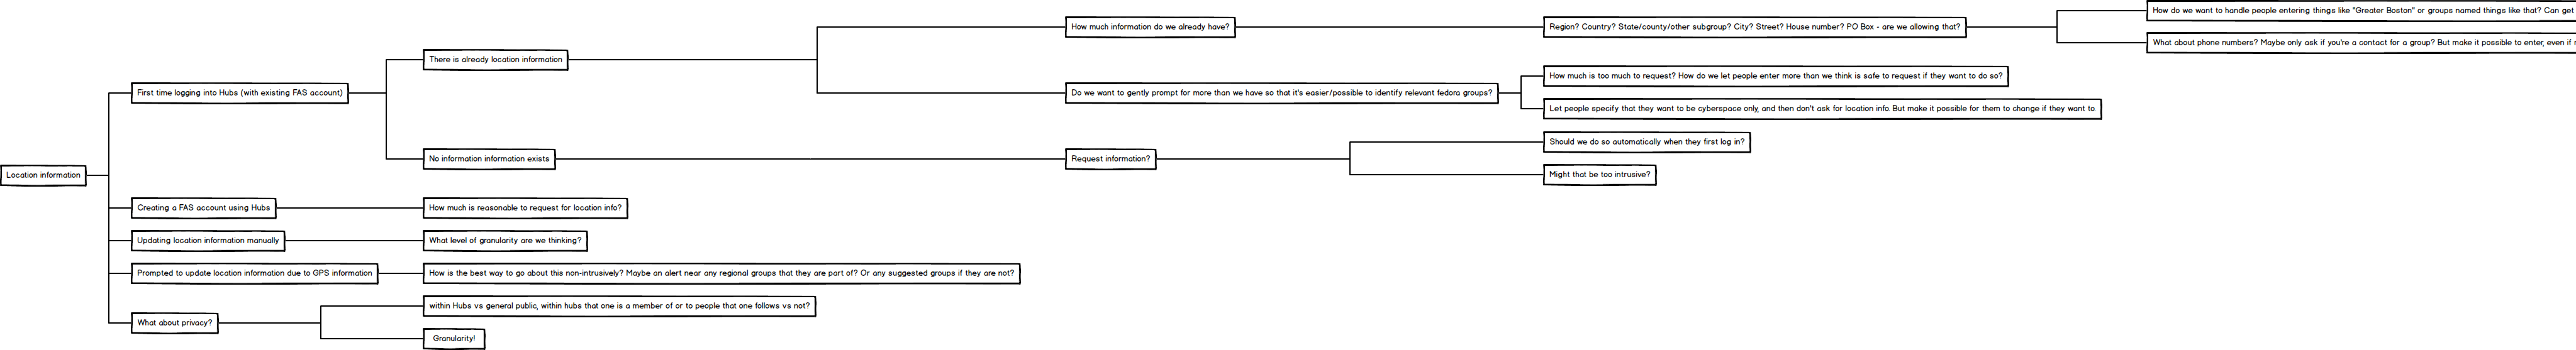 How do we want to handle people entering things like "Greater Boston" or groups named things like that? Can get
How much information do we already have?
Region? Country? State/county/other subgroup? City? Street? House number? PO Box - are we allowing that?
What about phone numbers? Maybe only ask if you're a contact for a group? But make it possible to enter, even if
There is already location information
How much is too much to request? How do we let people enter more than we think is safe to request if they want to do so?
First time logging into Hubs (with existing FAS account)
Do we want to gently prompt for more than we have so that it's easier/possible to identify relevant fedora groups?
Let people specify that they want to be cyberspace only, and then don't ask for location info. But make it possible for them to change if they want to.
Should we do so automatically when they first log in?
No information information exists
Request information?
Location information
Might that be too intrusive?
Creating a FAS account using Hubs
How much is reasonable to request for location info?
Updating location information manually
What level of granularity are we thinking?
Prompted to update location information due to GPS information
How is the best way to go about this non-intrusively? Maybe an alert near any regional groups that they are part of? Or any suggested groups if they are not?
within Hubs vs general public, within hubs that one is a member of or to people that one follows vs not?
What about privacy?
Granularity!